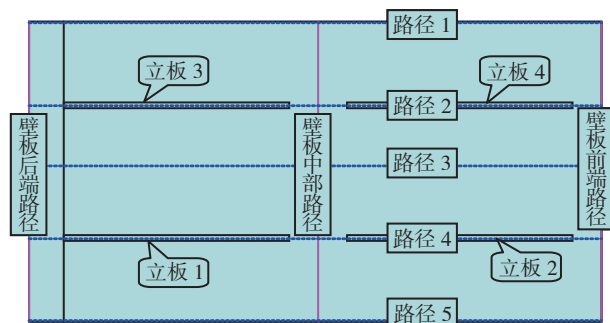 路径 1
立板 3
立板 4
路径 2
壁板后端路径
壁板中部路径
壁板前端路径
路径 3
路径 4
立板 1
立板 2
路径 5